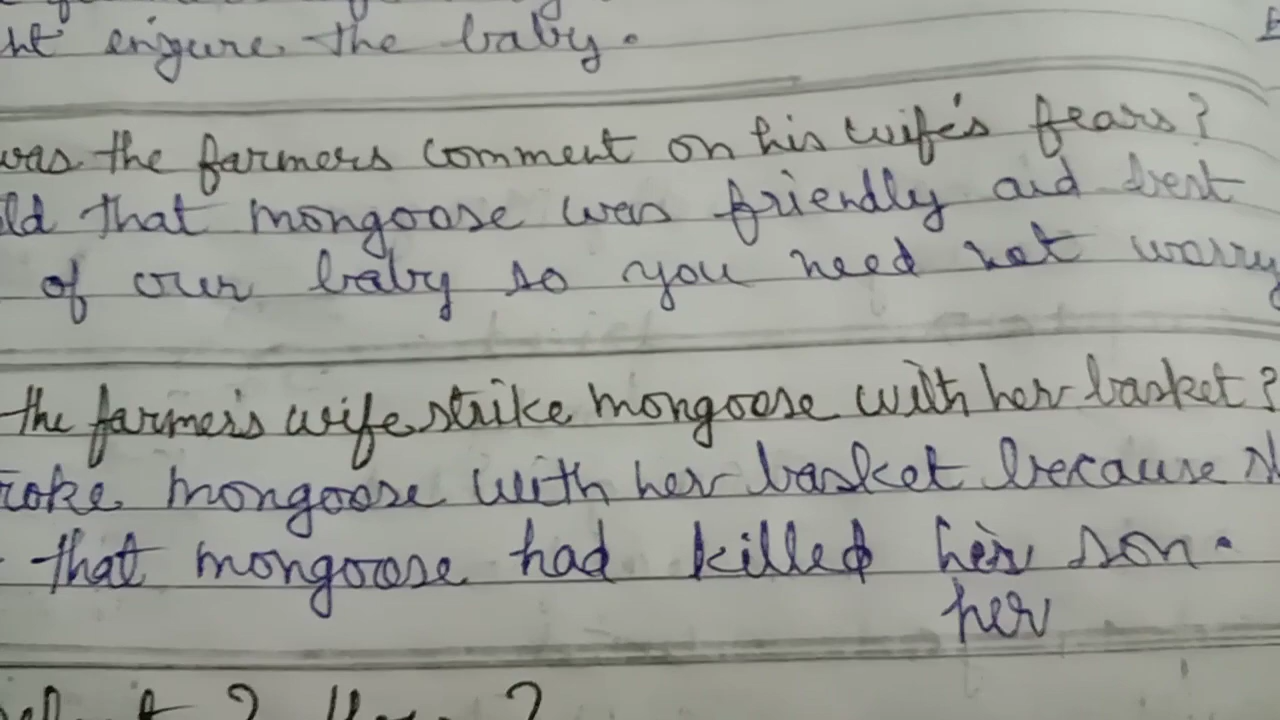 engure the baby.
was the farmers comment on his wife's fears?
that mongoose was friendly and
of our baby so you need not worry
the farmer's wife strike mongoose with her basket?
mongoose with her basket because
that mongoose had killed her son.
her